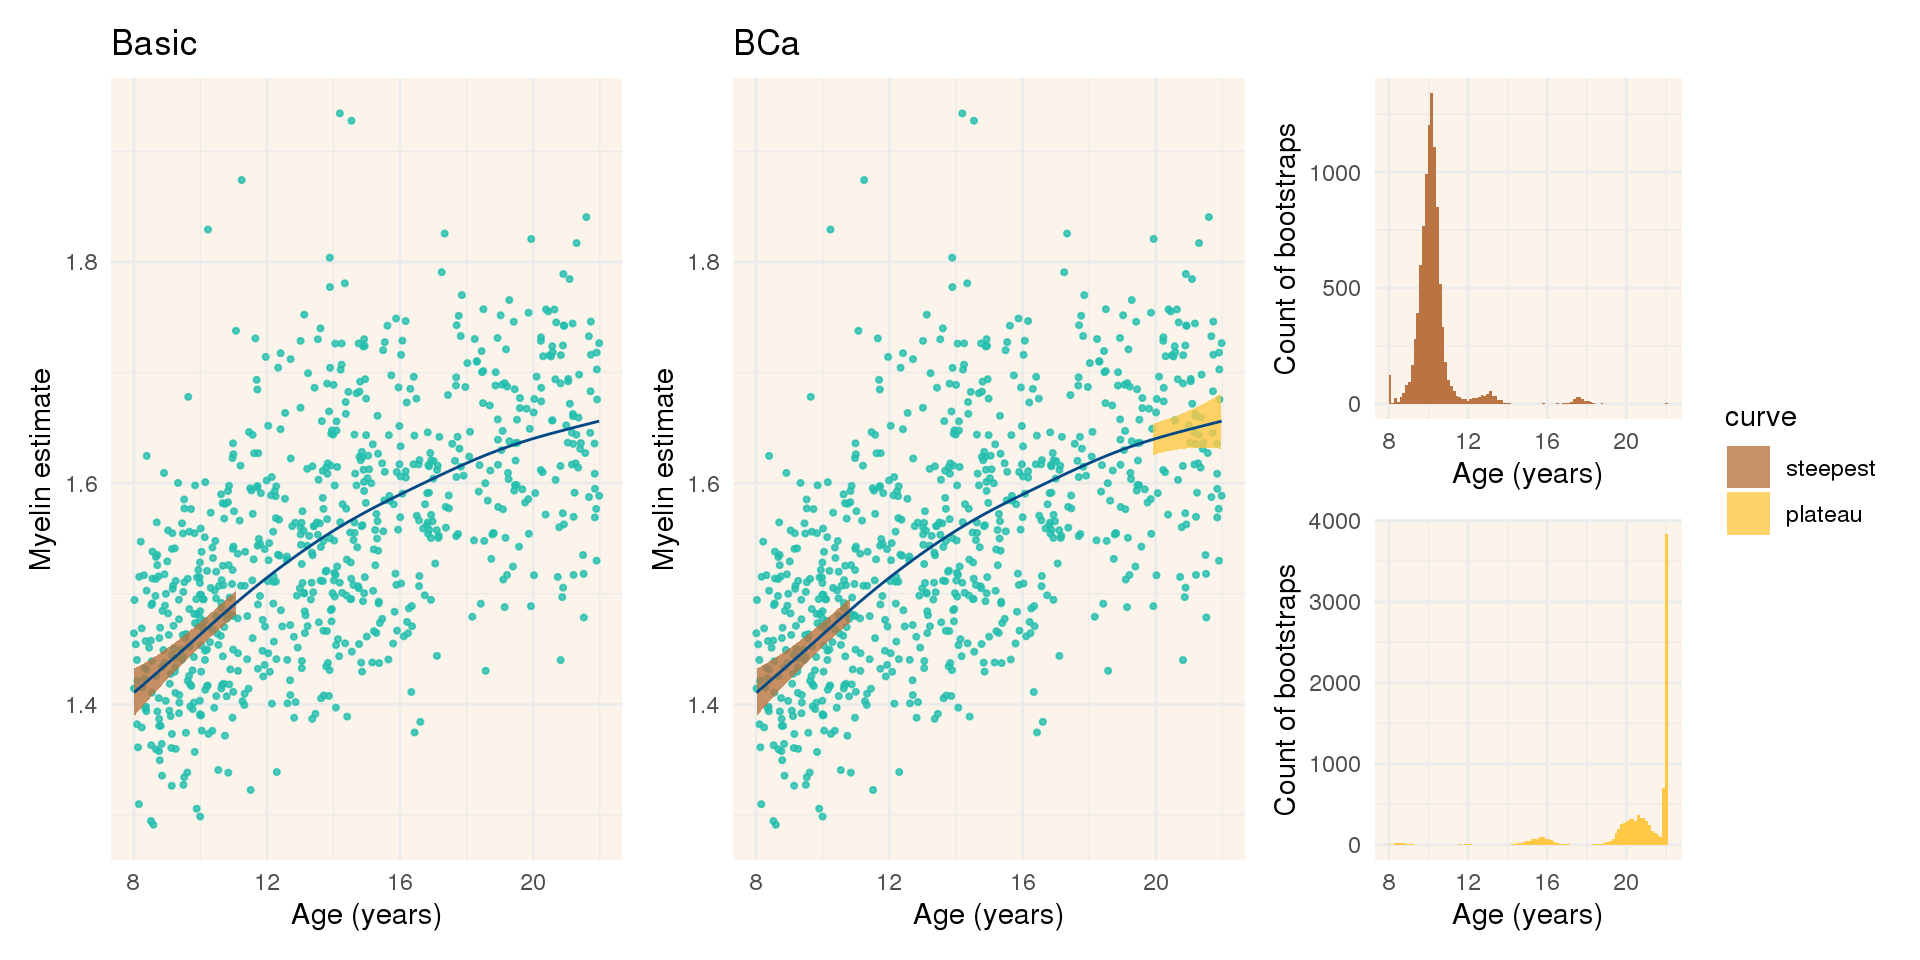 Basic
Myelin estimate
1.8
1.6
1.4
8 12 16 20
Age (years)
BCa
Myelin estimate
1.8
1.6
1.4
8 12 16 20
Age (years)
Count of bootstraps
1000
500
0
8 12 16 20
Age (years)
Count of bootstraps
4000
3000
2000
1000
0
8 12 16 20
Age (years)
curve
steepest
plateau